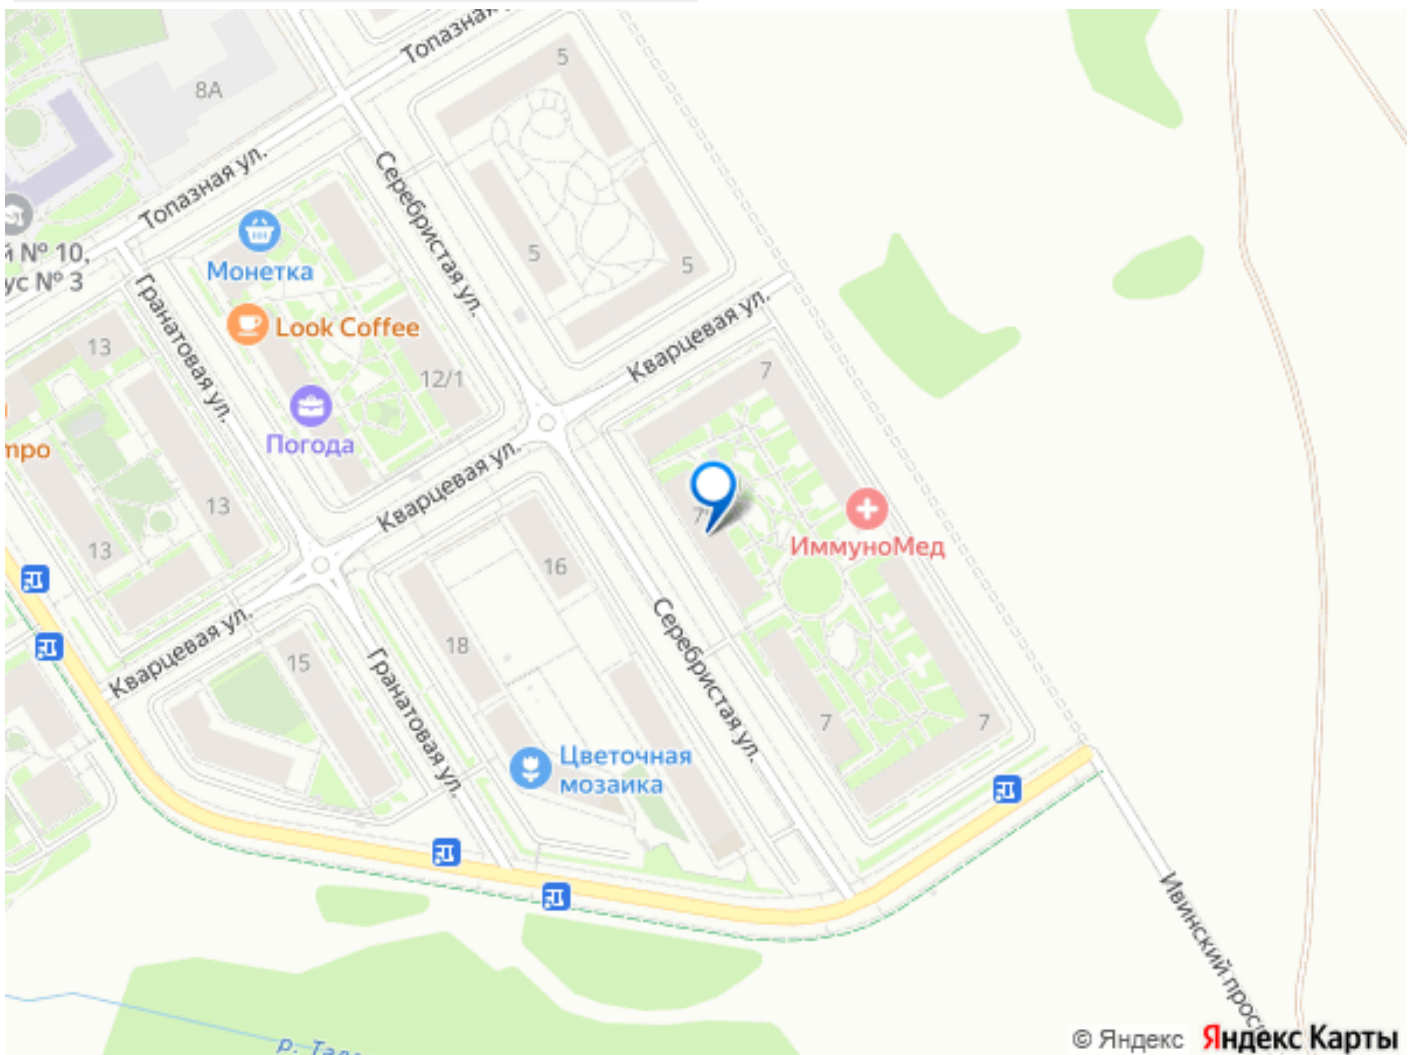 Топазная
5
8А
Топазная ул.
Серебристая ул.
№ 10,
№ 3
Монетка
Look Coffee
5
5
Гранатовая ул.
Кварцевая ул.
13
12/1
7
Погода
Кварцевая ул.
13
7
ИммуноМед
13
16
Кварцевая ул.
15
18
Гранатовая ул.
Серебристая ул.
7
7
Цветочная
мозаика
Ивинский
р.
© Яндекс Яндекс Карты